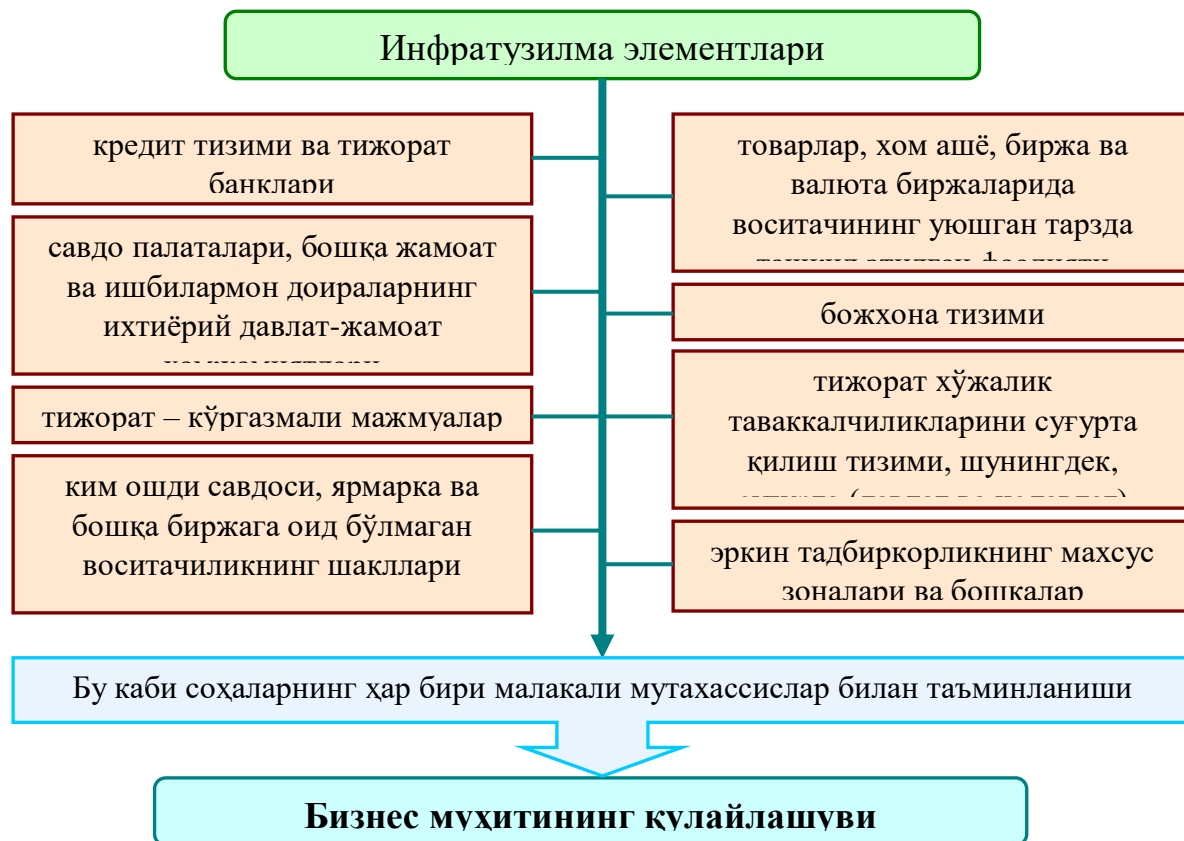 Инфратузилма элементлари
кредит тизими ва тижорат
банклари
савдо палаталари, бошқа жамоат
ва ишбилармон доираларнинг
ихтиёрий давлат-жамоат
тижорат – кўргазмали мажмуалар
ким ошди савдоси, ярмарка ва
бошқа биржага оид бўлмаган
воситачиликнинг шакллари
товарлар, хом ашё, биржа ва
валюта биржаларида
воситачининг уюшган тарзда
ташкил этилган фаолияти
божхона тизими
тижорат хўжалик
таваккалчиликларини суғурта
қилиш тизими, шунингдек,
эркин тадбиркорликнинг махсус
зоналари ва бошқалар
Бу каби соҳаларнинг ҳар бири малакали мутахассислар билан таъминланиши
Бизнес муҳитининг қулайлашуви